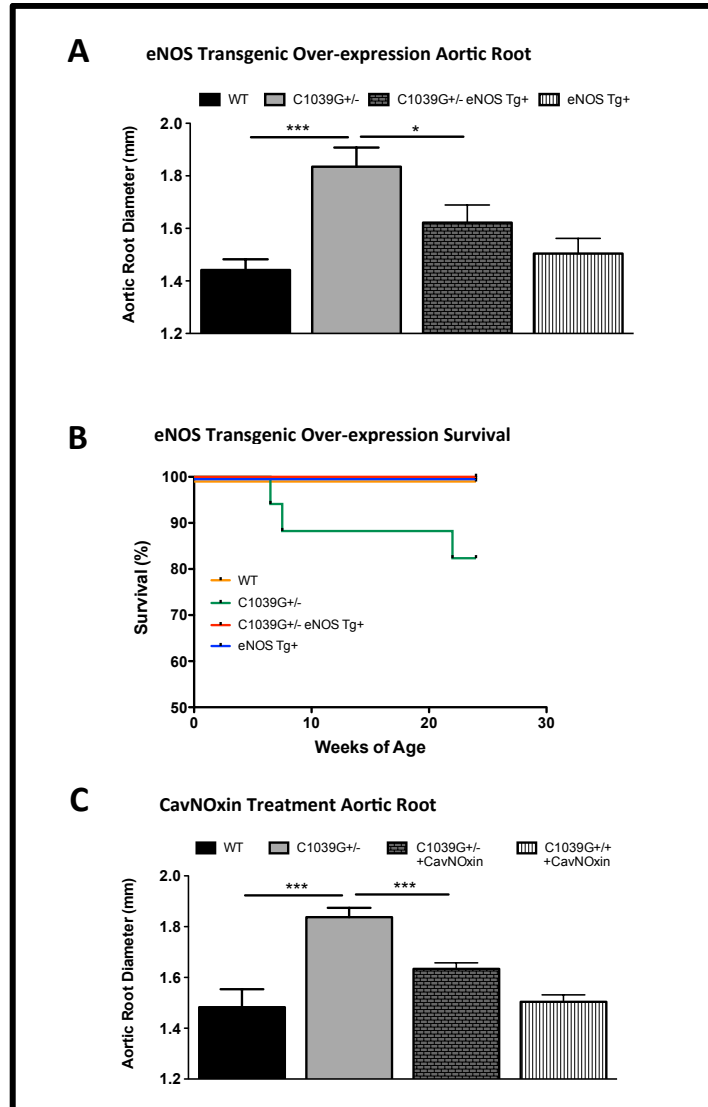 A
eNOS Transgenic Over-expression Aortic Root
WT C1039G+/- C1039G+/- eNOS Tg+ eNOS Tg+
*** *
Aortic Root Diameter (mm)
2.0
1.8
1.6
1.4
1.2
B
eNOS Transgenic Over-expression Survival
Survival (%)
100
90
80
70
60
50
WT
C1039G+/-
C1039G+/- eNOS Tg+
eNOS Tg+
0 10 20 30
Weeks of Age
C
CavNOxin Treatment Aortic Root
WT C1039G+/- C1039G+/- C1039G+/+
+CavNOxin +CavNOxin
*** ***
Aortic Root Diameter (mm)
2.0
1.8
1.6
1.4
1.2